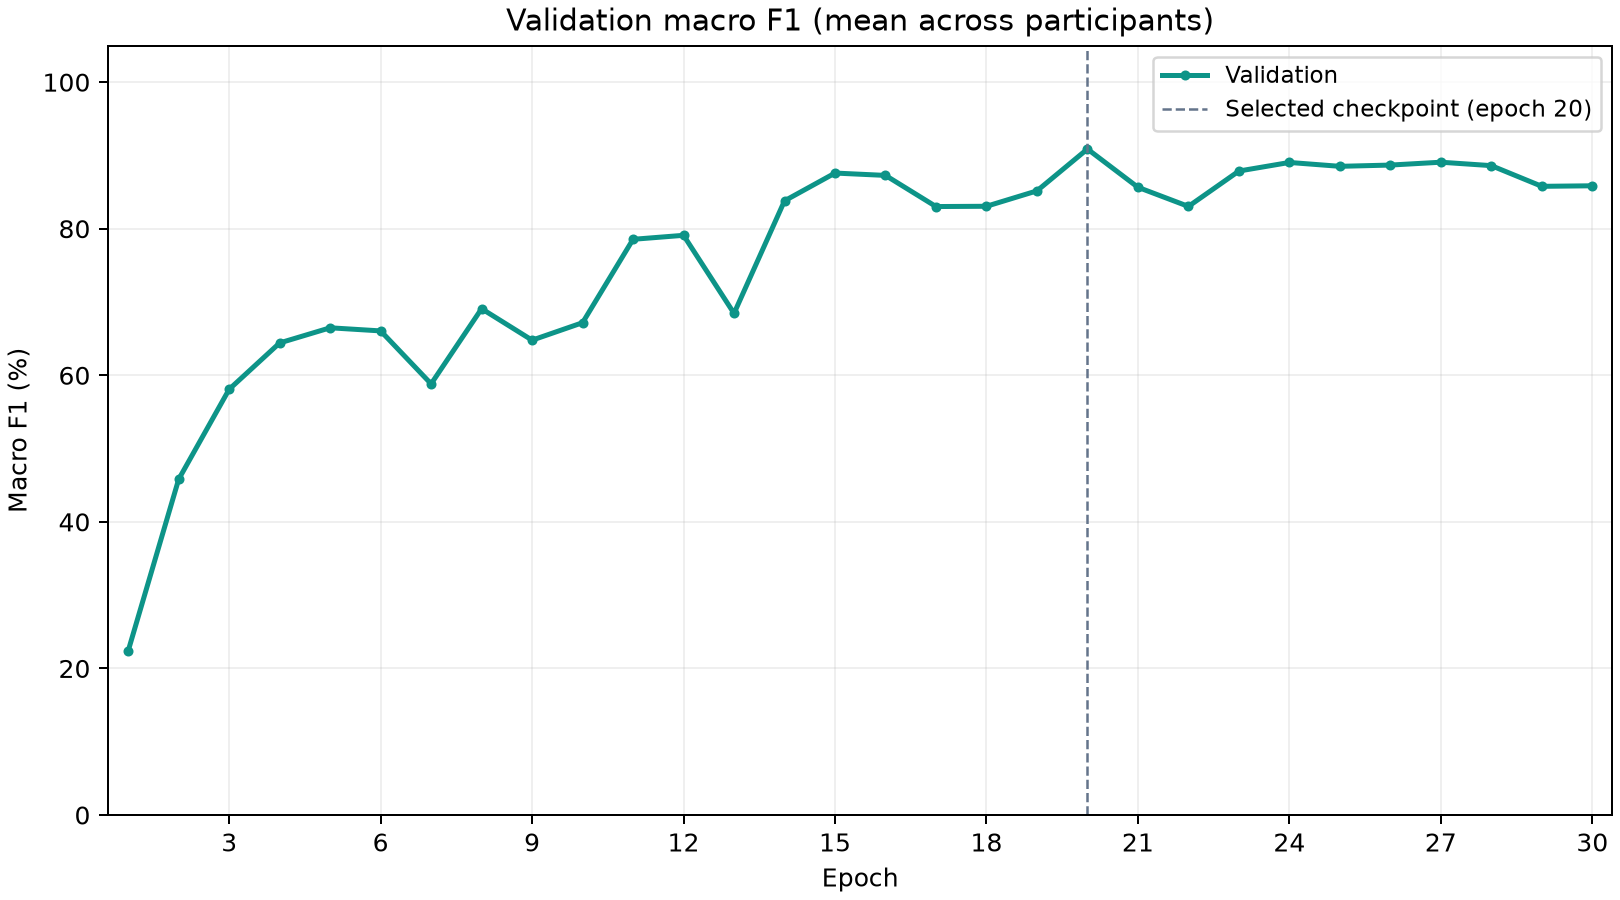 Validation macro F1 (mean across participants)
Validation
Selected checkpoint (epoch 20)
Macro F1 (%)
100
80
60
40
20
0
3 6 9 12 15 18 21 24 27 30
Epoch